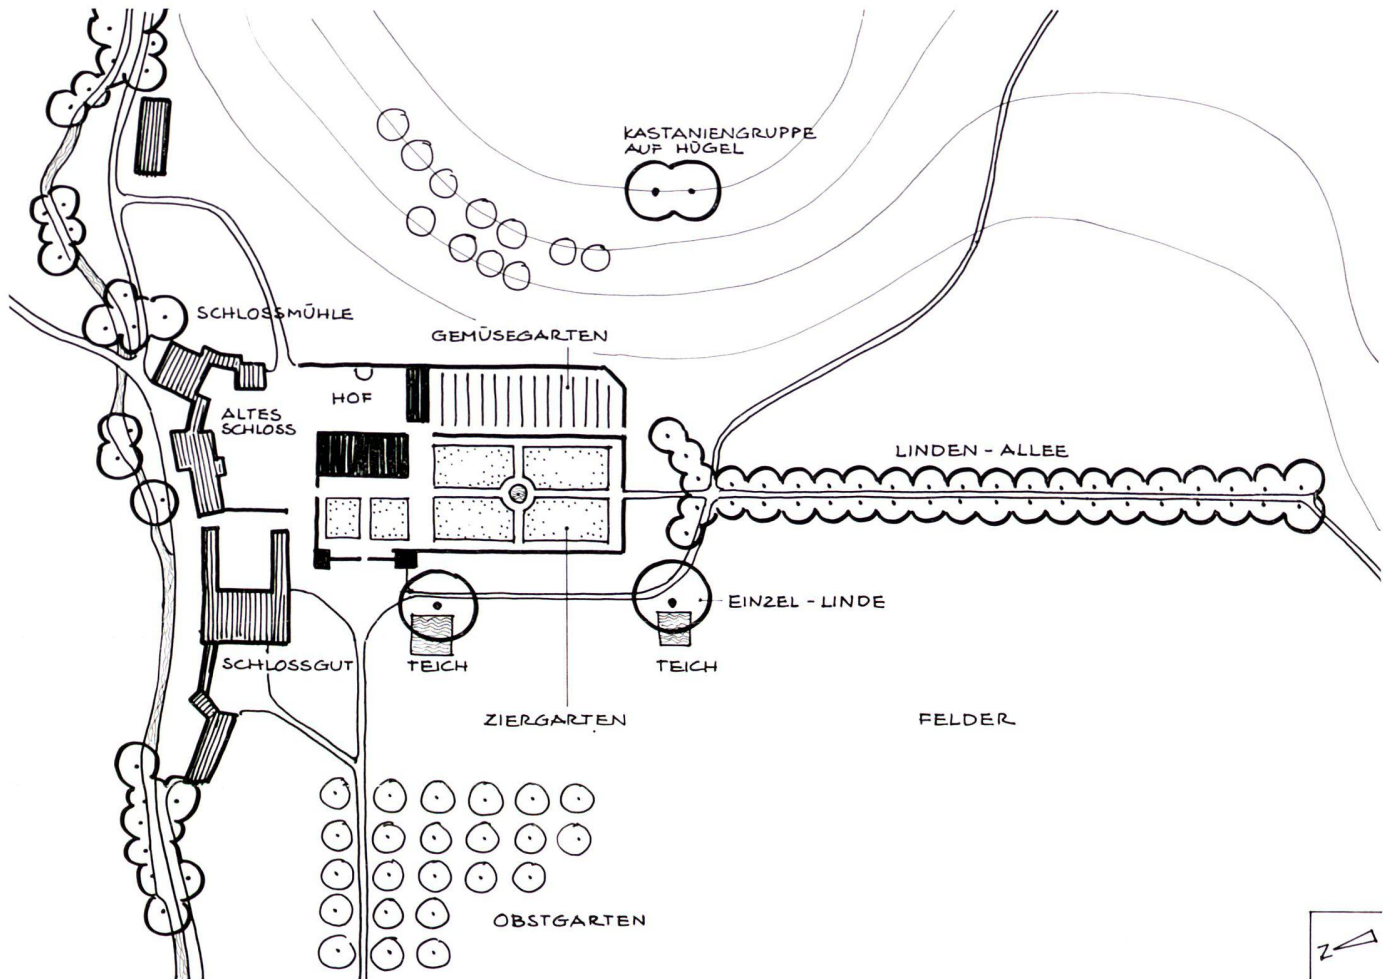 KASTANIENGRUPPE
AUF HÜGEL
SCHLOSSMÜHLE
GEMÜSEGARTEN
HOF
ALTES
SCHLOSS
LINDEN - ALLEE
EINZEL - LINDE
SCHLOSSGUT
TEICH
TEICH
ZIERGARTEN
FELDER
OBSTGARTEN
N